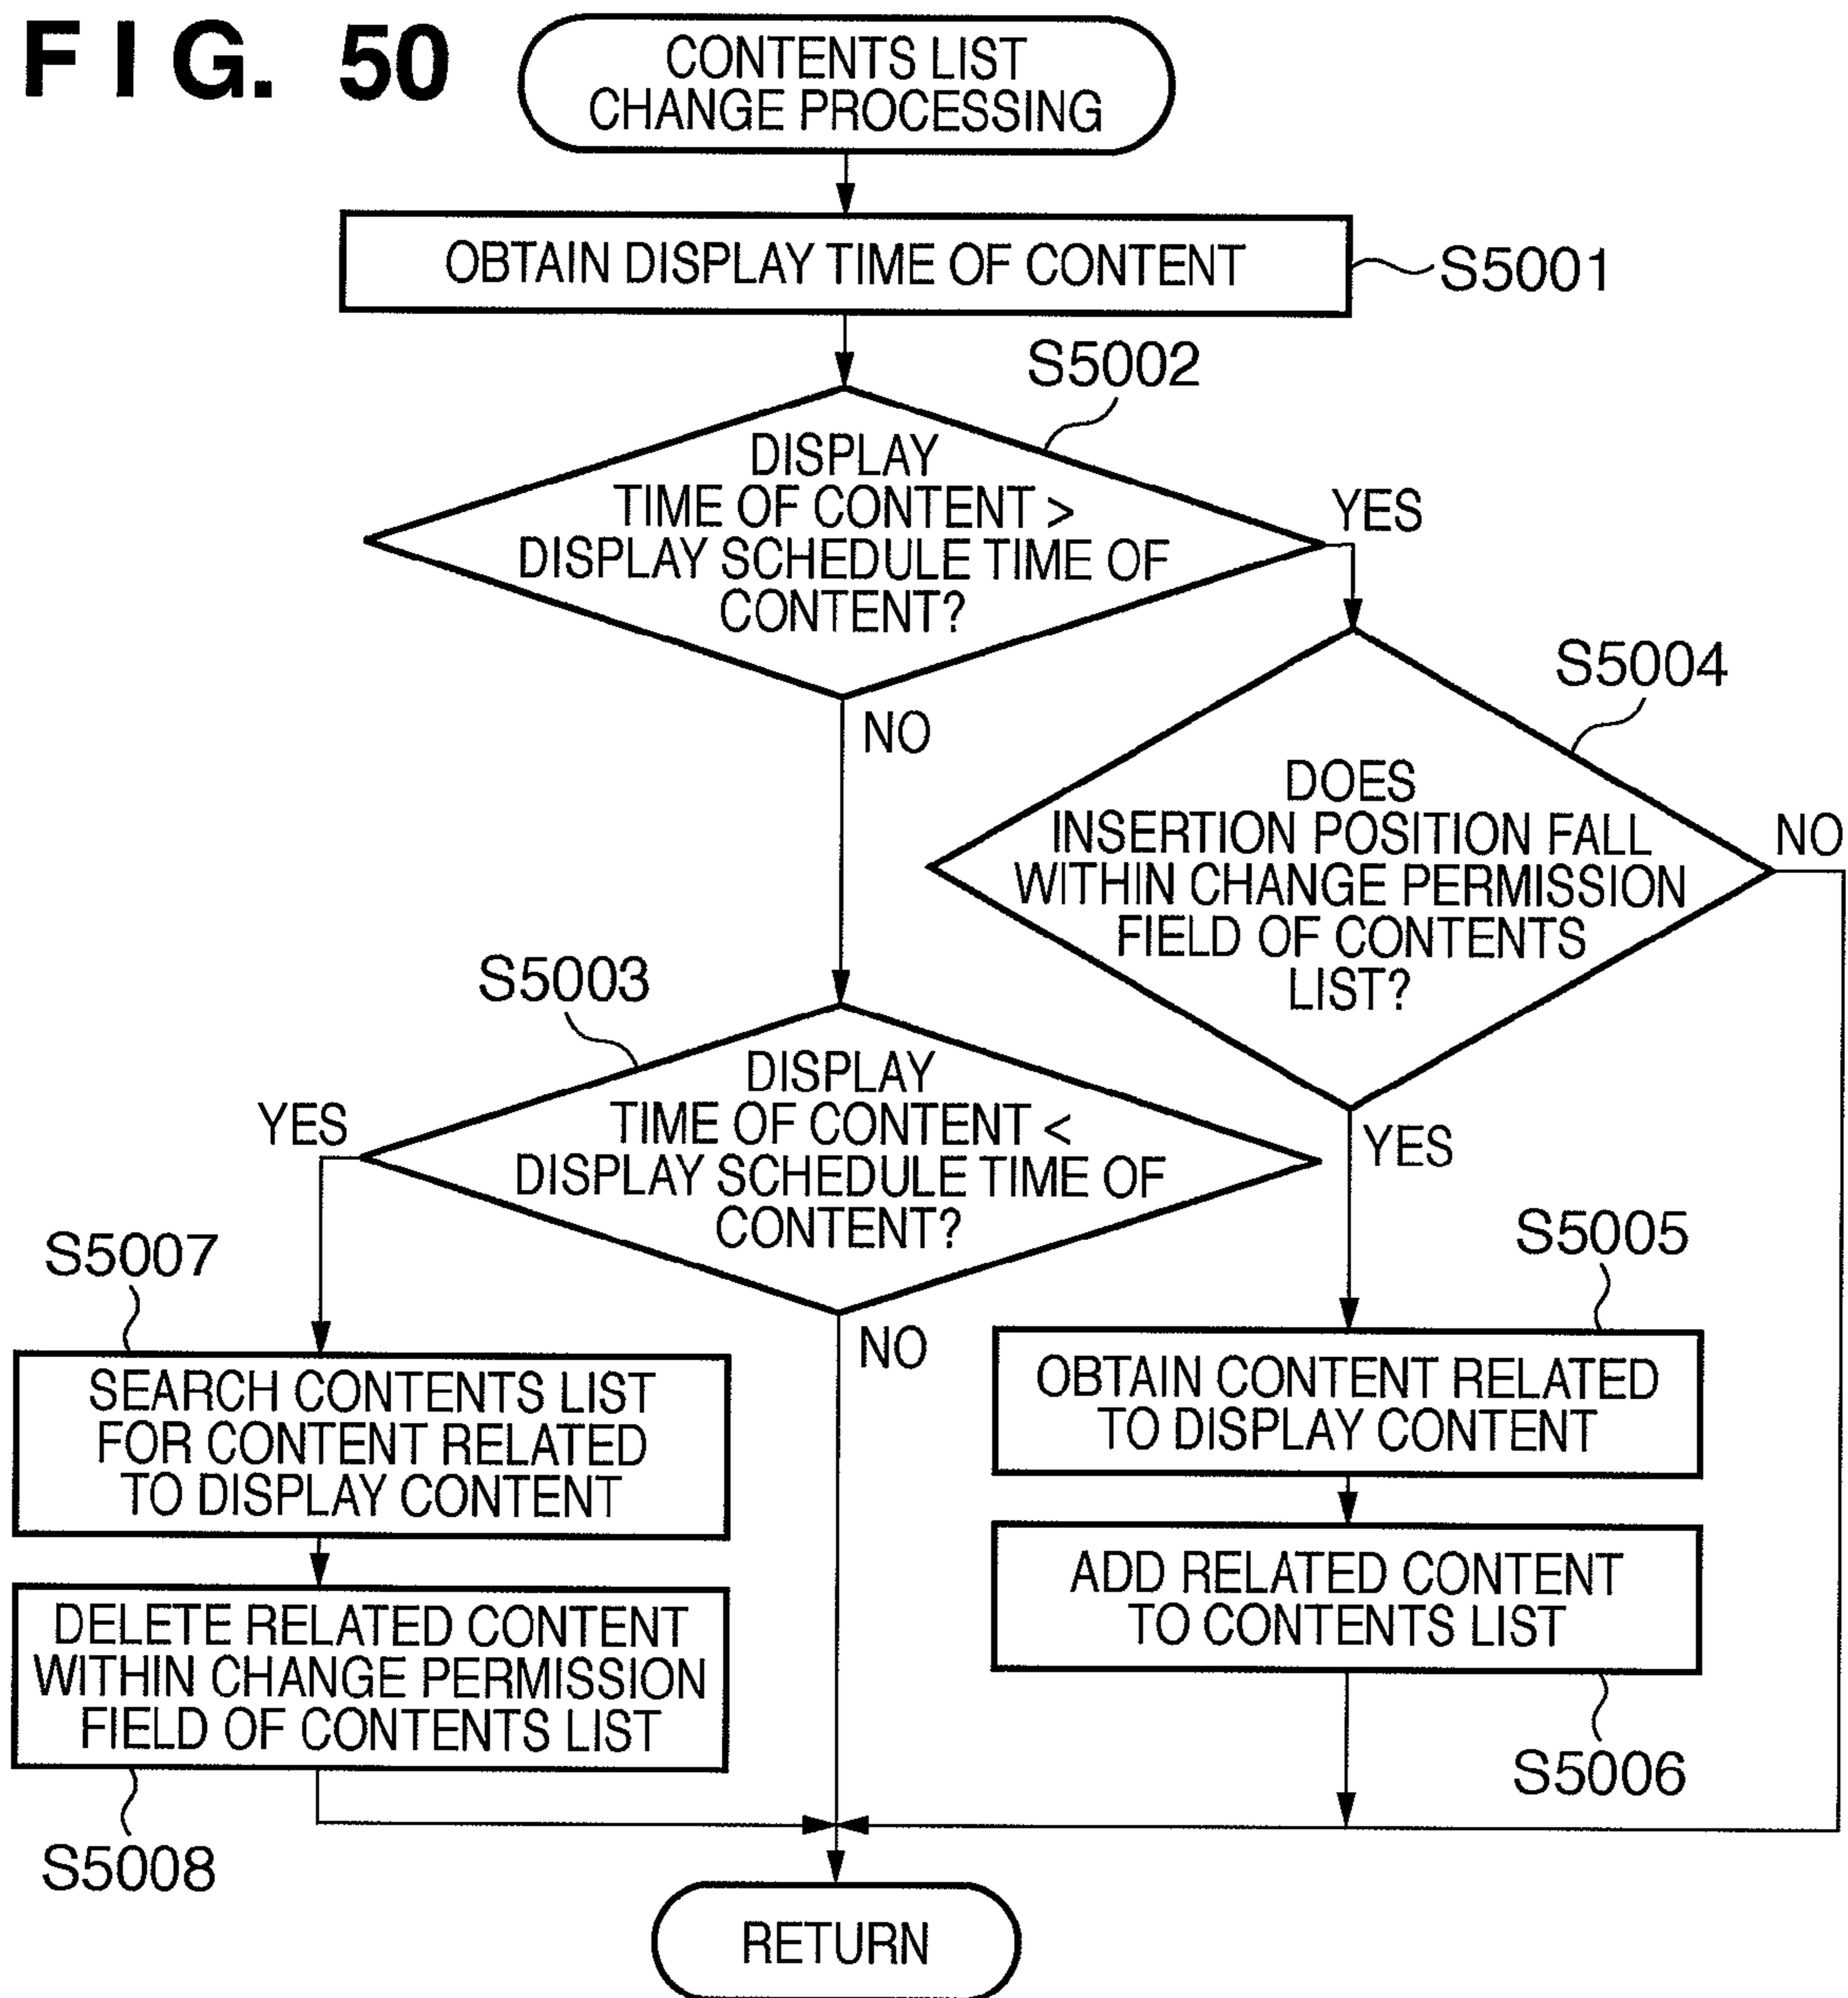 FIG. 50
CONTENTS LIST
CHANGE PROCESSING
OBTAIN DISPLAY TIME OF CONTENT
S5001
S5002
DISPLAY
TIME OF CONTENT >
DISPLAY SCHEDULE TIME OF
CONTENT?
YES
NO
S5004
DOES
INSERTION POSITION FALL
WITHIN CHANGE PERMISSION
FIELD OF CONTENTS
LIST?
NO
YES
S5003
DISPLAY
TIME OF CONTENT <
DISPLAY SCHEDULE TIME OF
CONTENT?
YES
NO
S5007
SEARCH CONTENTS LIST
FOR CONTENT RELATED
TO DISPLAY CONTENT
S5005
OBTAIN CONTENT RELATED
TO DISPLAY CONTENT
DELETE RELATED CONTENT
WITHIN CHANGE PERMISSION
FIELD OF CONTENTS LIST
S5008
ADD RELATED CONTENT
TO CONTENTS LIST
S5006
RETURN